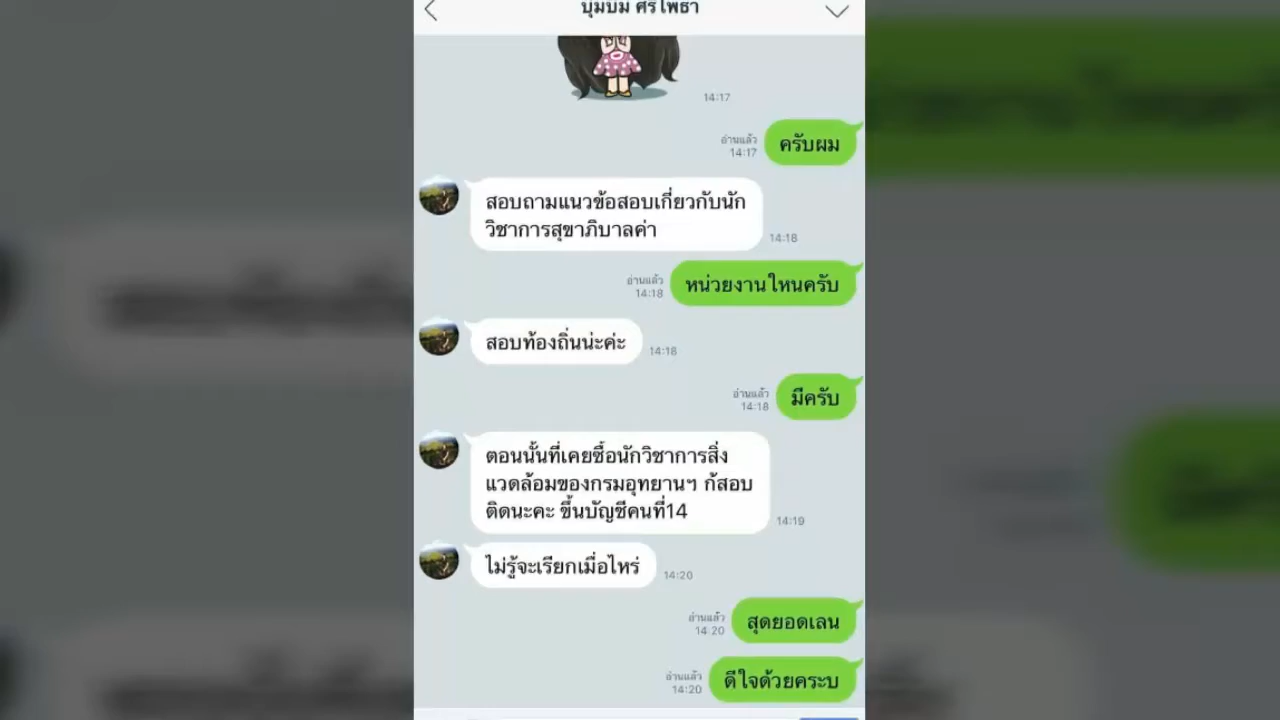 บุ๋มบิ๋ม ศรีโพธา
14:17
อ่านแล้ว
14:17
ครับผม
สอบถามแนวข้อสอบเกี่ยวกับนัก
วิชาการสุขาภิบาลค่า
14:18
อ่านแล้ว
14:18
หน่วยงานใหนครับ
สอบท้องถิ่นน่ะค่ะ
14:18
อ่านแล้ว
14:18
มีครับ
ตอนนั้นที่เคยซื้อนักวิชาการสิ่ง
แวดล้อมของกรมอุทยานฯ ก้สอบ
ติดนะคะ ขึ้นบัญชีคนที่14
14:19
ไม่รู้จะเรียกเมื่อไหร่
14:20
อ่านแล้ว
14:20
สุดยอดเลน
อ่านแล้ว
14:20
ดีใจด้วยคระบ